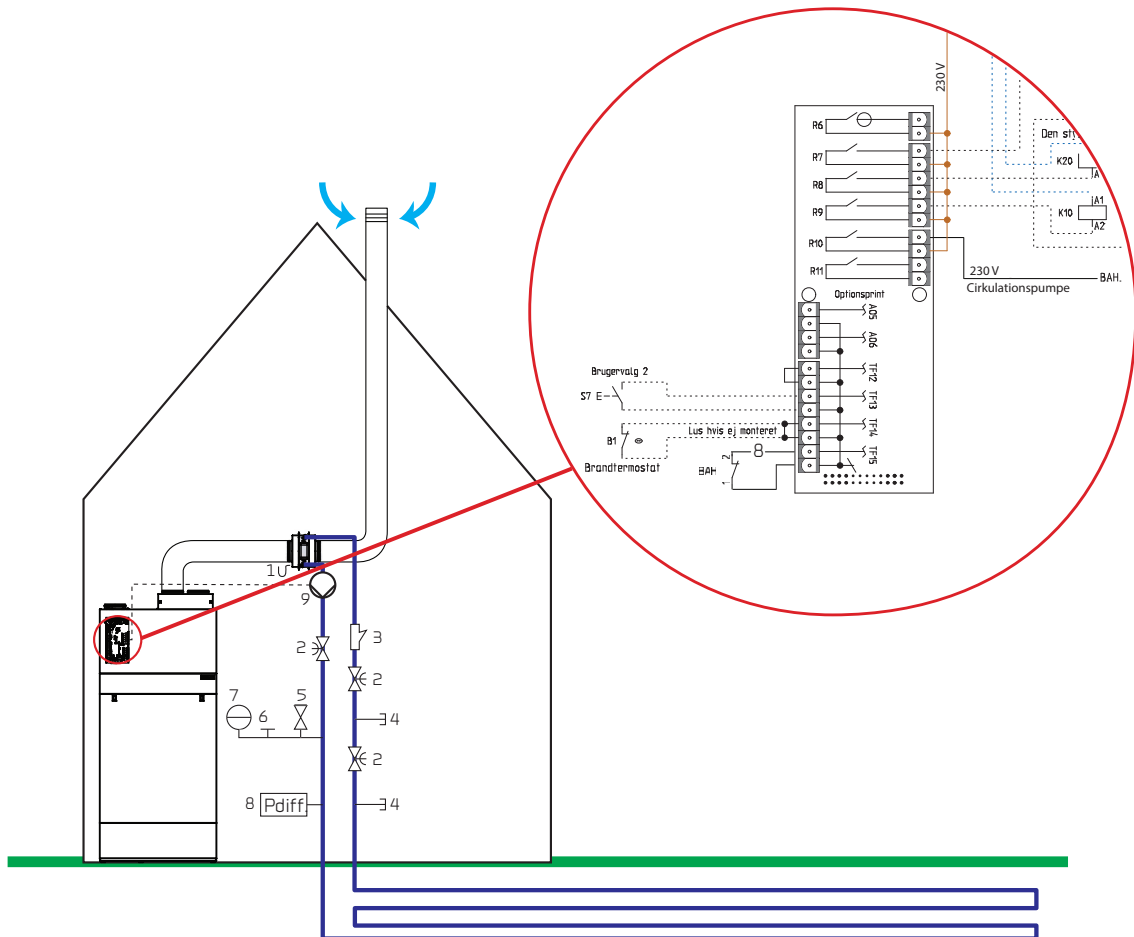 230 V
R6
R7
R8
R9
R10
R11
Den sty
K20
A
A1
K10
A2
230 V
Cirkulationspumpe
BAH.
Optionsprint
AO5
AO6
TF12
TF13
TF14
TF15
Brugervalg 2
S7 E
Lus hvis ej monteret
B1
Brandtermostat
8
2
BAH
1
1
9
2
3
2
7
6
5
4
2
8 Pdiff.
4